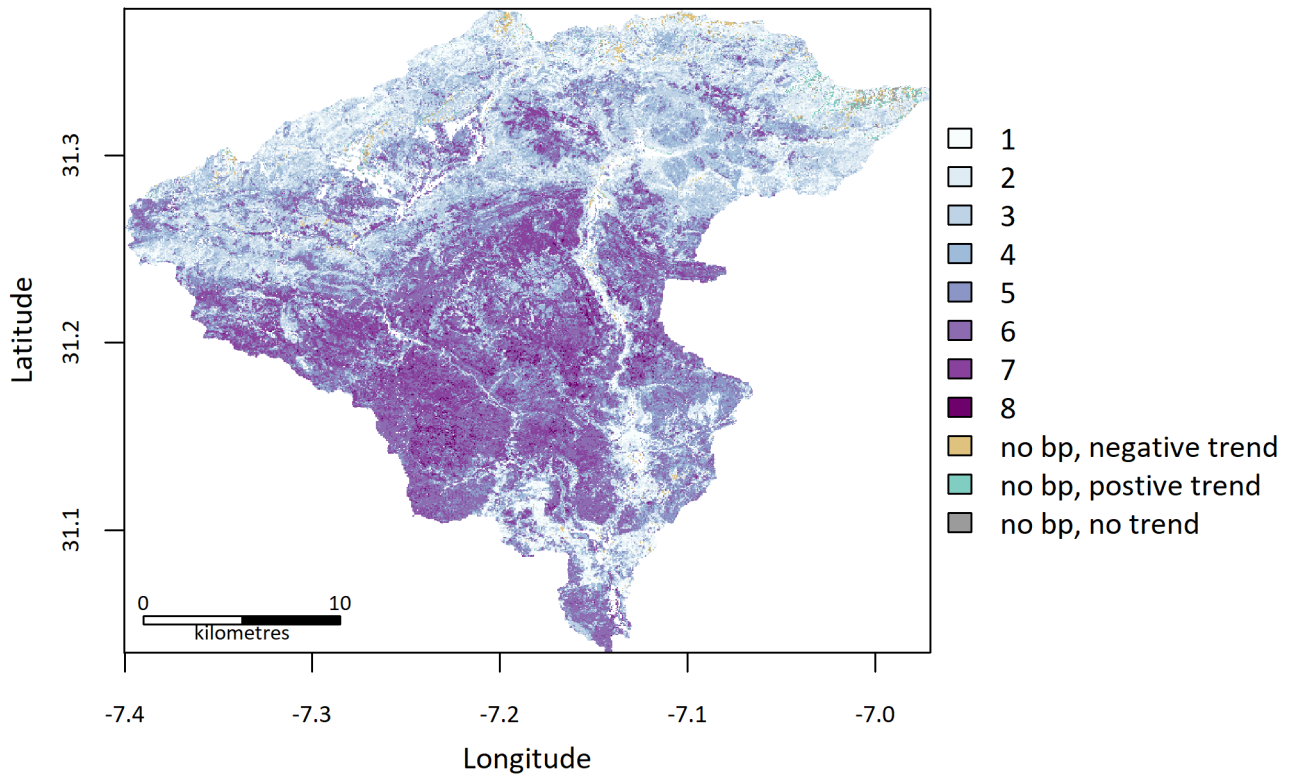 31.3
31.2
31.1
Latitude
0 10
kilometres
-7.4 -7.3 -7.2 -7.1 -7.0
Longitude
1
2
3
4
5
6
7
8
no bp, negative trend
no bp, postive trend
no bp, no trend